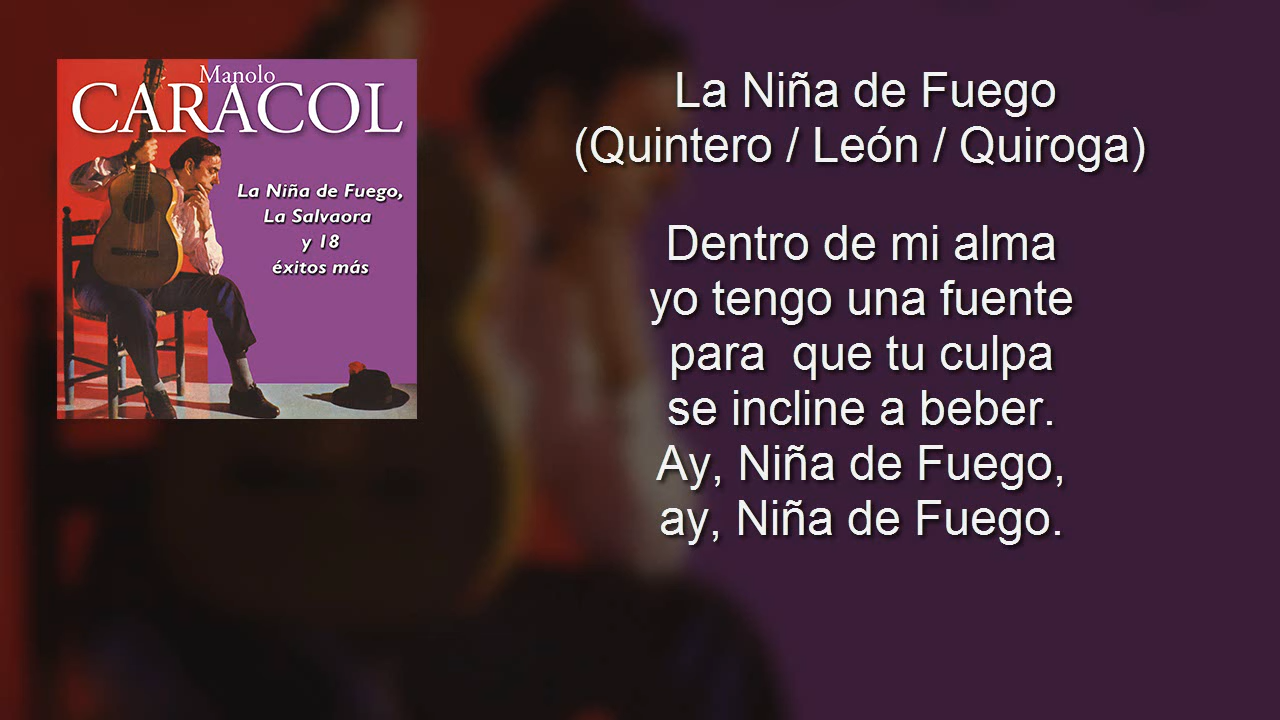 Manolo
CARACOL
La Niña de Fuego,
La Salvaora
y 18
éxitos más
La Niña de Fuego
(Quintero / León / Quiroga)
Dentro de mi alma
yo tengo una fuente
para  que tu culpa
se incline a beber.
Ay, Niña de Fuego,
ay, Niña de Fuego.